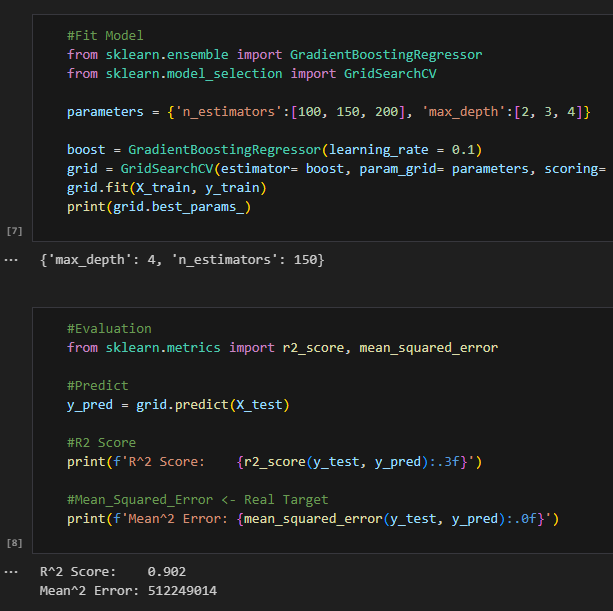 #Fit Model
from sklearn.ensemble import GradientBoostingRegressor
from sklearn.model_selection import GridSearchCV
parameters = {'n_estimators':[100, 150, 200], 'max_depth':[2, 3, 4]}
boost = GradientBoostingRegressor(learning_rate = 0.1)
grid = GridSearchCV(estimator= boost, param_grid= parameters, scoring=
grid.fit(X_train, y_train)
print(grid.best_params_)
[7]
... {'max_depth': 4, 'n_estimators': 150}
#Evaluation
from sklearn.metrics import r2_score, mean_squared_error
#Predict
y_pred = grid.predict(X_test)
#R2 Score
print(f'R^2 Score:    {r2_score(y_test, y_pred):.3f}')
#Mean_Squared_Error <- Real Target
print(f'Mean^2 Error: {mean_squared_error(y_test, y_pred):.0f}')
[8]
... R^2 Score:    0.902
Mean^2 Error: 512249014